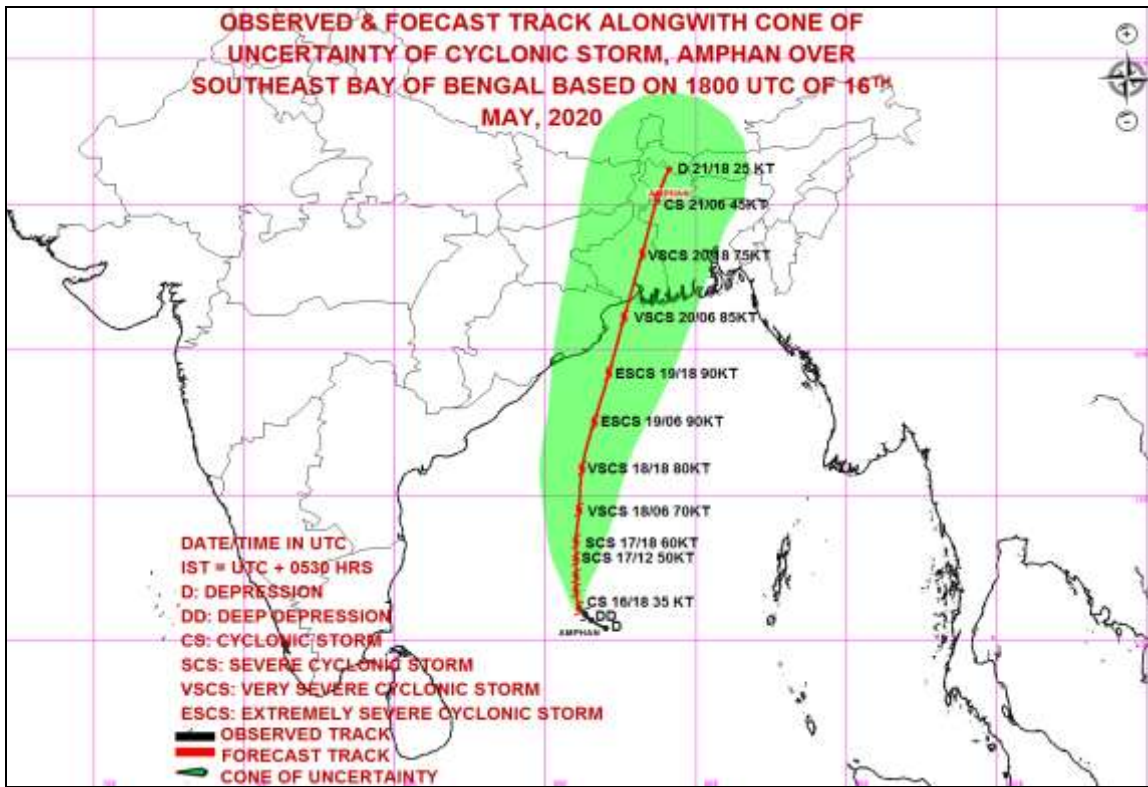 OBSERVED & FOECAST TRACK ALONGWITH CONE OF
UNCERTAINTY OF CYCLONIC STORM, AMPHAN OVER
SOUTHEAST BAY OF BENGAL BASED ON 1800 UTC OF 16TH
MAY, 2020
D 21/18 25 KT
AMPHAN
CS 21/06 45KT
VSCS 20/18 75KT
VSCS 20/06 85KT
ESCS 19/18 90KT
ESCS 19/06 90KT
VSCS 18/18 80KT
VSCS 18/06 70KT
SCS 17/18 60KT
SCS 17/12 50KT
CS 16/18 35 KT
DD
D
AMPHAN
DATE/TIME IN UTC
IST = UTC + 0530 HRS
D: DEPRESSION
DD: DEEP DEPRESSION
CS: CYCLONIC STORM
SCS: SEVERE CYCLONIC STORM
VSCS: VERY SEVERE CYCLONIC STORM
ESCS: EXTREMELY SEVERE CYCLONIC STORM
OBSERVED TRACK
FORECAST TRACK
CONE OF UNCERTAINTY